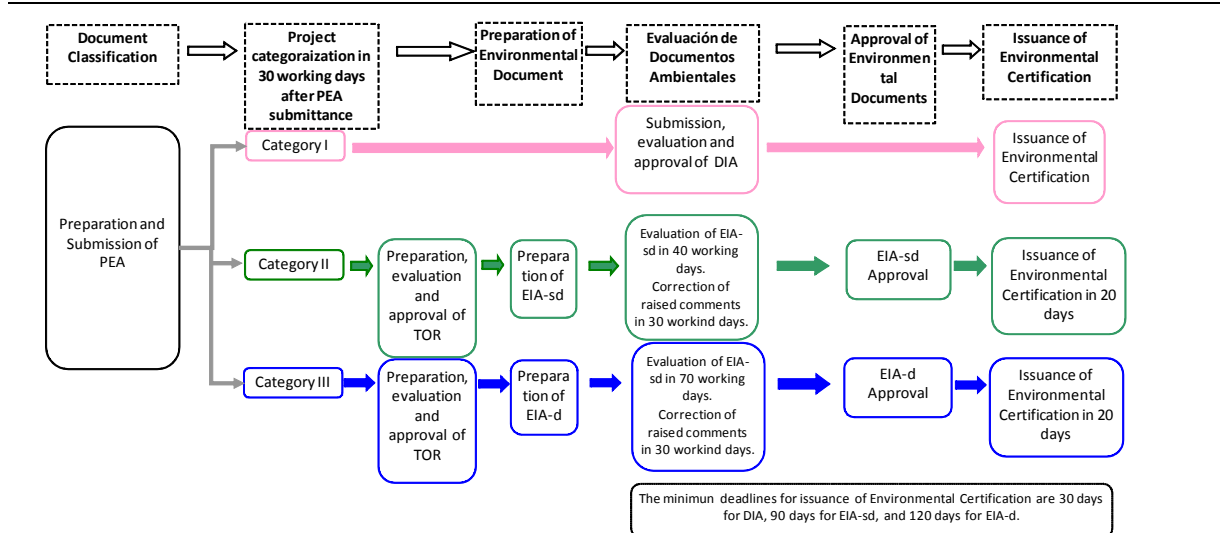 Document
Classification
Project
categoraization in
30 working days
after PEA
submittance
Preparation of
Environmental
Document
Evaluación de
Documentos
Ambientales
Approval of
Environmen
tal
Documents
Issuance of
Environmental
Certification
Preparation and
Submission of
PEA
Category I
Submission,
evaluation and
approval of DIA
Issuance of
Environmental
Certification
Category II
Preparation,
evaluation
and
approval of
TOR
Prepara
tion of
EIA-sd
Evaluation of EIA-
sd in 40 working
days.
Correction of
raised comments
in 30 workind days.
EIA-sd
Approval
Issuance of
Environmental
Certification in 20
days
Category III
Preparation,
evaluation
and
approval of
TOR
Prepara
tion of
EIA-d
Evaluation of EIA-
sd in 70 working
days.
Correction of
raised comments
in 30 workind days.
EIA-d
Approval
Issuance of
Environmental
Certification in 20
days
The minimun deadlines for issuance of Environmental Certification are 30 days
for DIA, 90 days for EIA-sd, and 120 days for EIA-d.